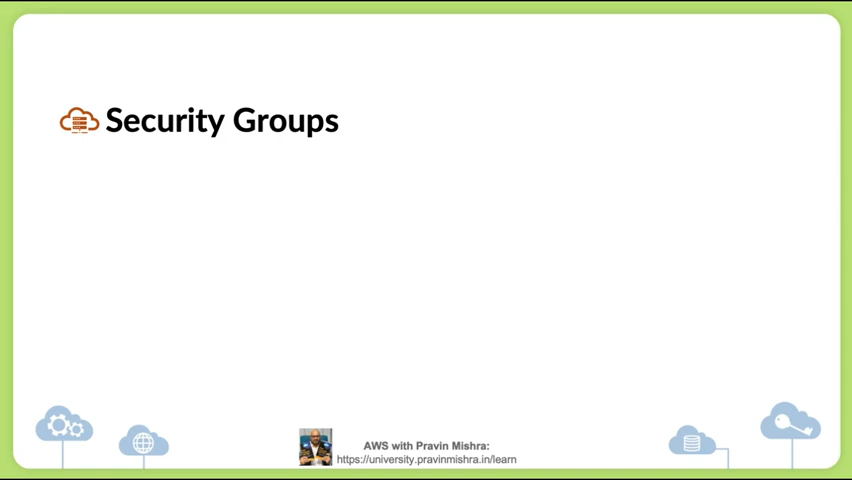 Security Groups
AWS with Pravin Mishra:
https://university.pravinmishra.in/learn